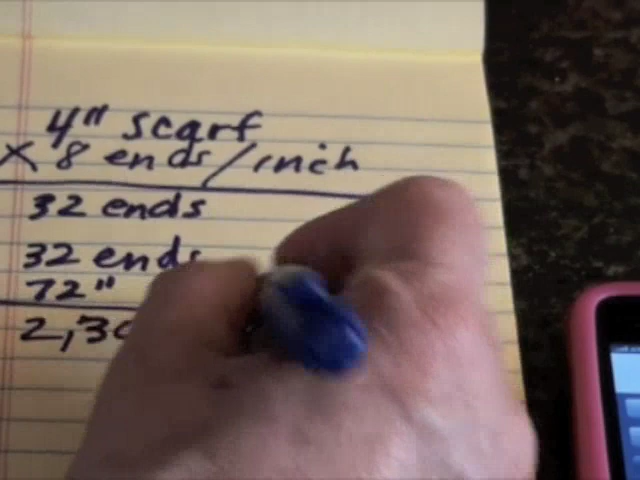 4" scarf
X 8 ends/inch
32 ends
32 ends
72"
2,30